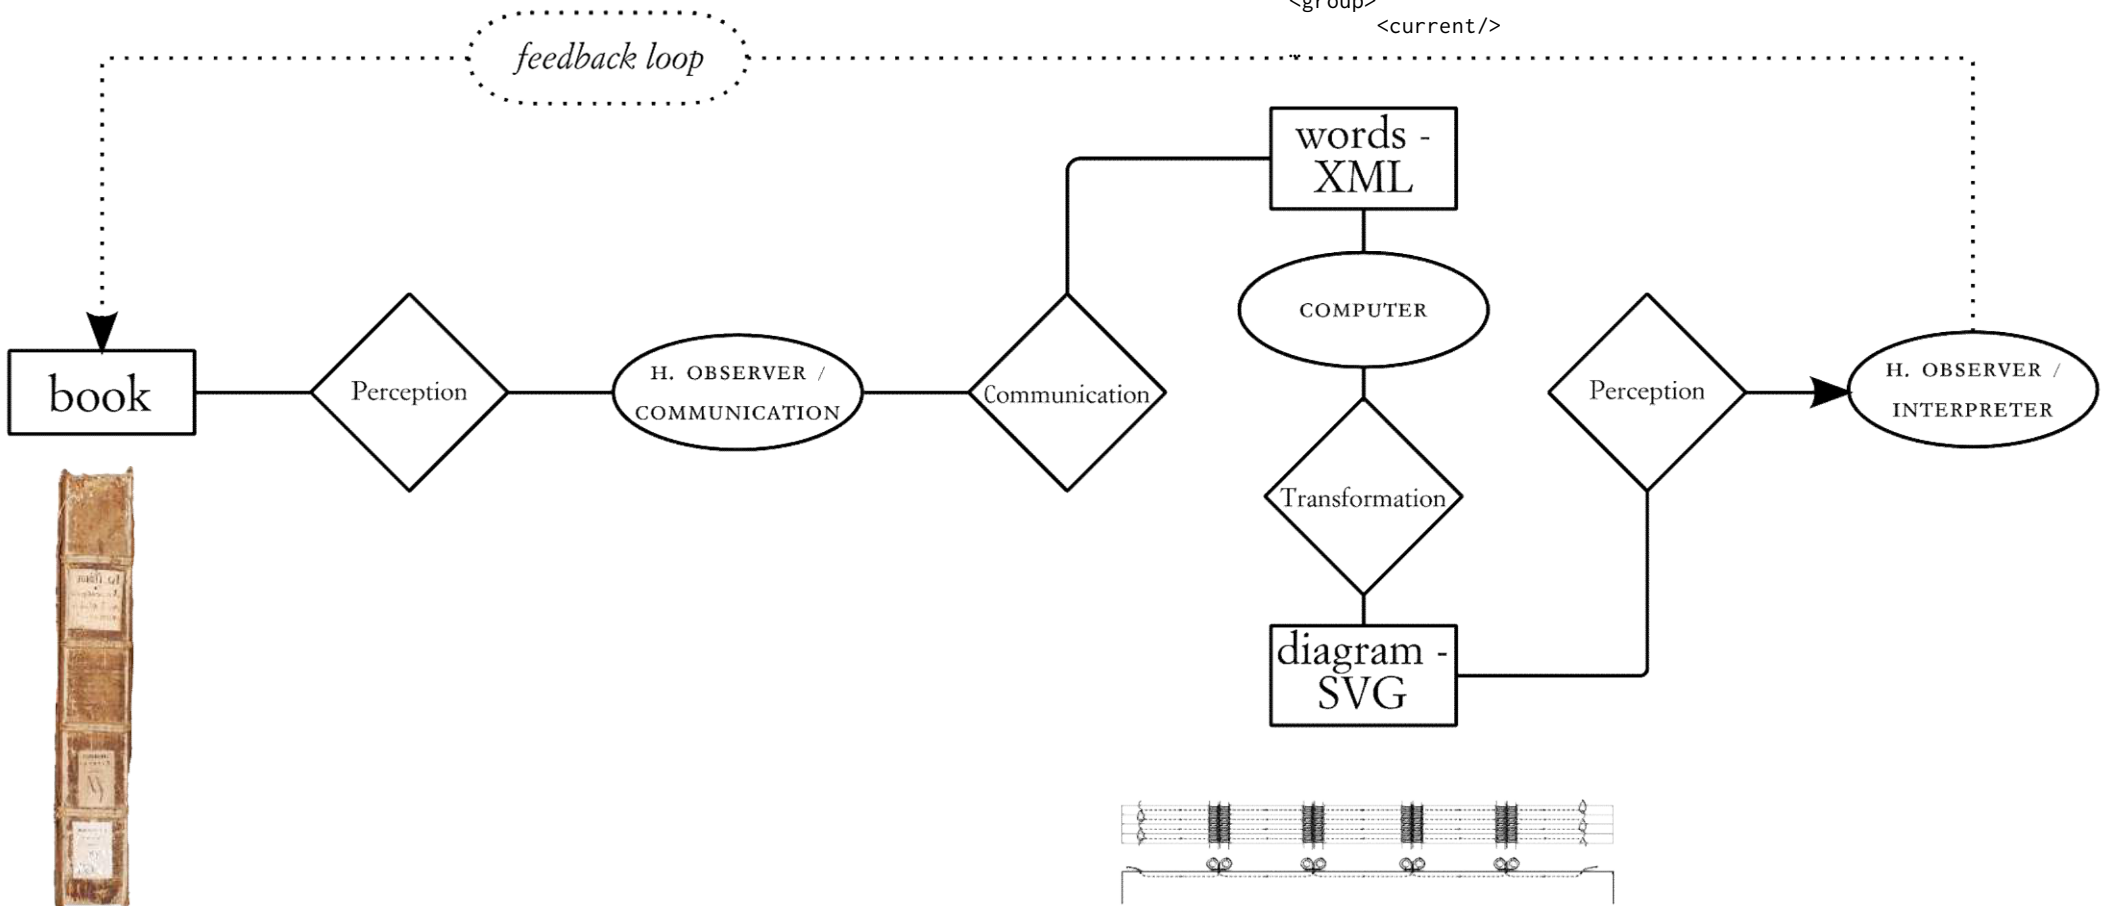 <group>
<current/>
feedback loop
words -
XML
COMPUTER
book
Perception
H. OBSERVER /
COMMUNICATION
Communication
Transformation
Perception
H. OBSERVER /
INTERPRETER
diagram -
SVG